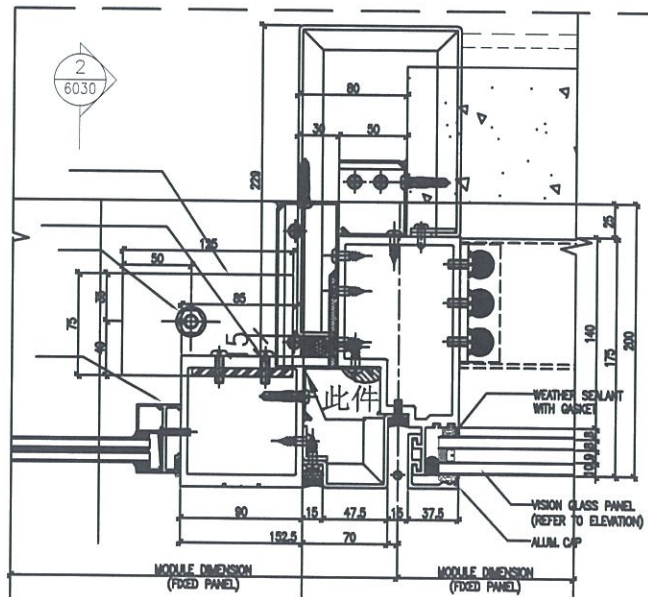 2
6030
80
30
50
229
25
125
50
85
35
75
40
15
此件
140
175
200
WEATHER SEALANT
WITH GASKET
VISION GLASS PANEL
(REFER TO ELEVATION)
ALUM. CAP
90
15
47.5
15
37.5
152.5
70
MODULE DIMENSION
(FIXED PANEL)
MODULE DIMENSION
(FIXED PANEL)